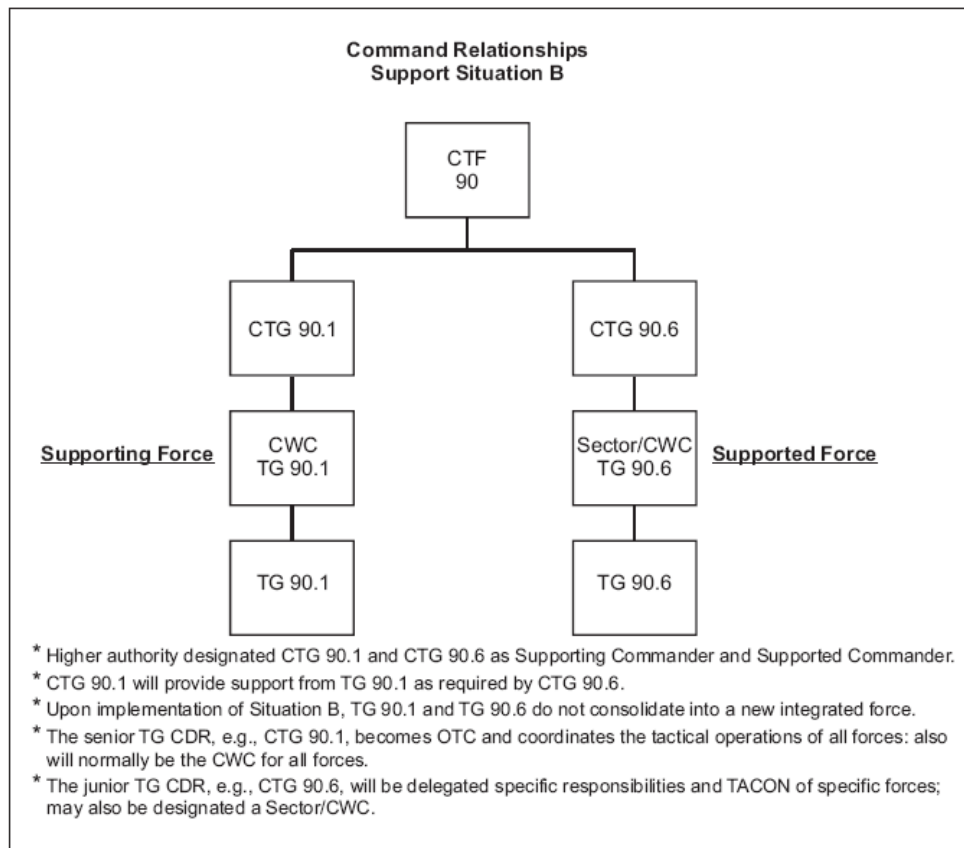 Command Relationships
Support Situation B
CTF
90
CTG 90.1
CTG 90.6
Supporting Force
CWC
TG 90.1
Sector/CWC
TG 90.6
Supported Force
TG 90.1
TG 90.6
* Higher authority designated CTG 90.1 and CTG 90.6 as Supporting Commander and Supported Commander.
* CTG 90.1 will provide support from TG 90.1 as required by CTG 90.6.
* Upon implementation of Situation B, TG 90.1 and TG 90.6 do not consolidate into a new integrated force.
* The senior TG CDR, e.g., CTG 90.1, becomes OTC and coordinates the tactical operations of all forces: also
will normally be the CWC for all forces.
* The junior TG CDR, e.g., CTG 90.6, will be delegated specific responsibilities and TACON of specific forces;
may also be designated a Sector/CWC.